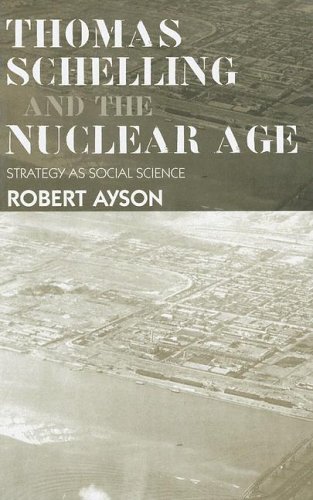 THOMAS
SCHELLING
AND THE
NUCLEAR AGE
STRATEGY AS SOCIAL SCIENCE
ROBERT AYSON